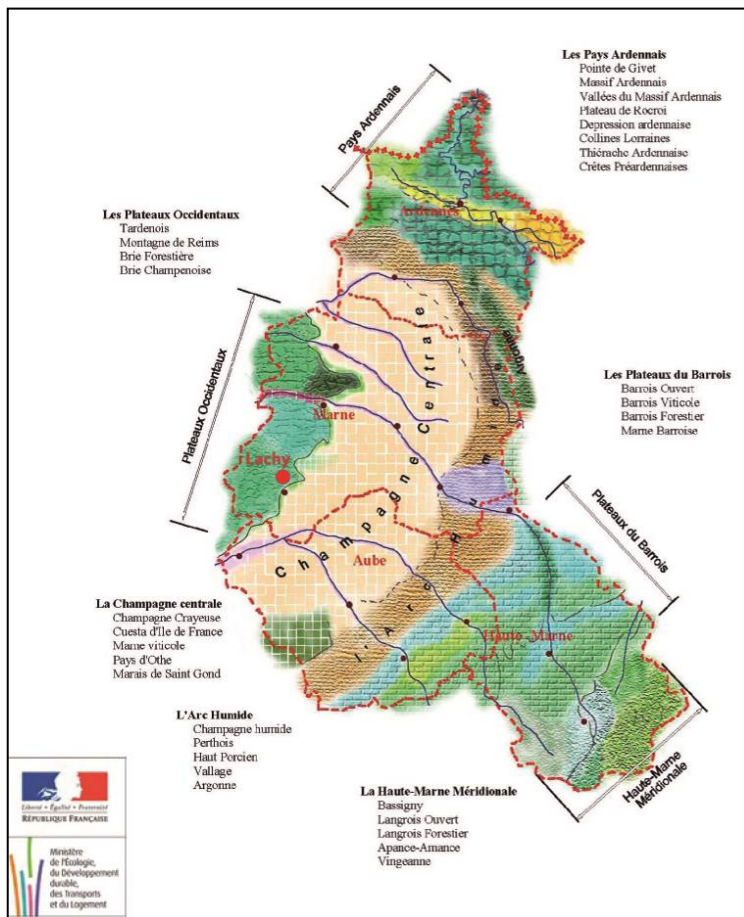 Les Pays Ardennais
Pointe de Givet
Massif Ardennais
Vallées du Massif Ardennais
Plateau de Rocroi
Depression ardennaise
Collines Lorraines
Thiérache Ardennaise
Crêtes Préardennaises
Pays Ardennais
Ardennes
Les Plateaux Occidentaux
Tardenois
Montagne de Reims
Brie Forestière
Brie Champenoise
Plateaux Occidentaux
Argonne
Marne
Lachy
Champagne Centrale
Les Plateaux du Barrois
Barrois Ouvert
Barrois Viticole
Barrois Forestier
Marne Barroise
Plateaux du Barrois
Aube
L'Arc Humide
Haute-Marne
La Champagne centrale
Champagne Crayeuse
Cuesta d'Ile de France
Marne viticole
Pays d'Othe
Marais de Saint Gond
L'Arc Humide
Champagne humide
Perthois
Haut Porcien
Vallage
Argonne
La Haute-Marne Méridionale
Bassigny
Langrois Ouvert
Langrois Forestier
Apance-Amance
Vingeanne
Haute-Marne
Méridionale
Liberté • Égalité • Fraternité
RÉPUBLIQUE FRANÇAISE
Ministère
de l'Écologie,
du Développement
durable,
des Transports
et du Logement